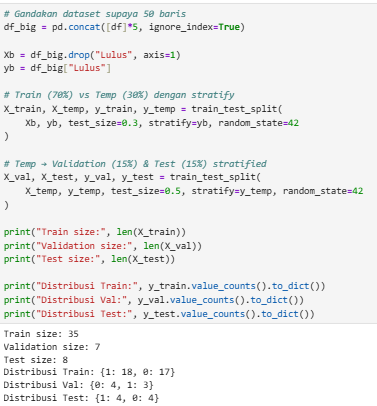 # Gandakan dataset supaya 50 baris
df_big = pd.concat([df]*5, ignore_index=True)
Xb = df_big.drop("Lulus", axis=1)
yb = df_big["Lulus"]
# Train (70%) vs Temp (30%) dengan stratify
X_train, X_temp, y_train, y_temp = train_test_split(
    Xb, yb, test_size=0.3, stratify=yb, random_state=42
)
# Temp → Validation (15%) & Test (15%) stratified
X_val, X_test, y_val, y_test = train_test_split(
    X_temp, y_temp, test_size=0.5, stratify=y_temp, random_state=42
)
print("Train size:", len(X_train))
print("Validation size:", len(X_val))
print("Test size:", len(X_test))
print("Distribusi Train:", y_train.value_counts().to_dict())
print("Distribusi Val:", y_val.value_counts().to_dict())
print("Distribusi Test:", y_test.value_counts().to_dict())
Train size: 35
Validation size: 7
Test size: 8
Distribusi Train: {1: 18, 0: 17}
Distribusi Val: {0: 4, 1: 3}
Distribusi Test: {1: 4, 0: 4}